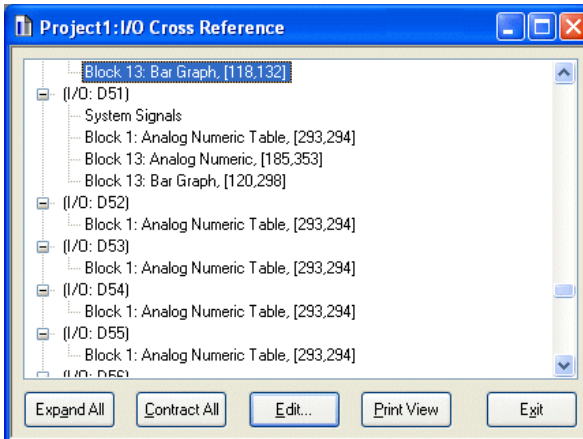 Project1:I/O Cross Reference
Block 13: Bar Graph, [118,132]
(I/O: D51)
System Signals
Block 1: Analog Numeric Table, [293,294]
Block 13: Analog Numeric, [185,353]
Block 13: Bar Graph, [120,298]
(I/O: D52)
Block 1: Analog Numeric Table, [293,294]
(I/O: D53)
Block 1: Analog Numeric Table, [293,294]
(I/O: D54)
Block 1: Analog Numeric Table, [293,294]
(I/O: D55)
Block 1: Analog Numeric Table, [293,294]
(I/O: D56)
Expand All Contract All Edit... Print View Exit